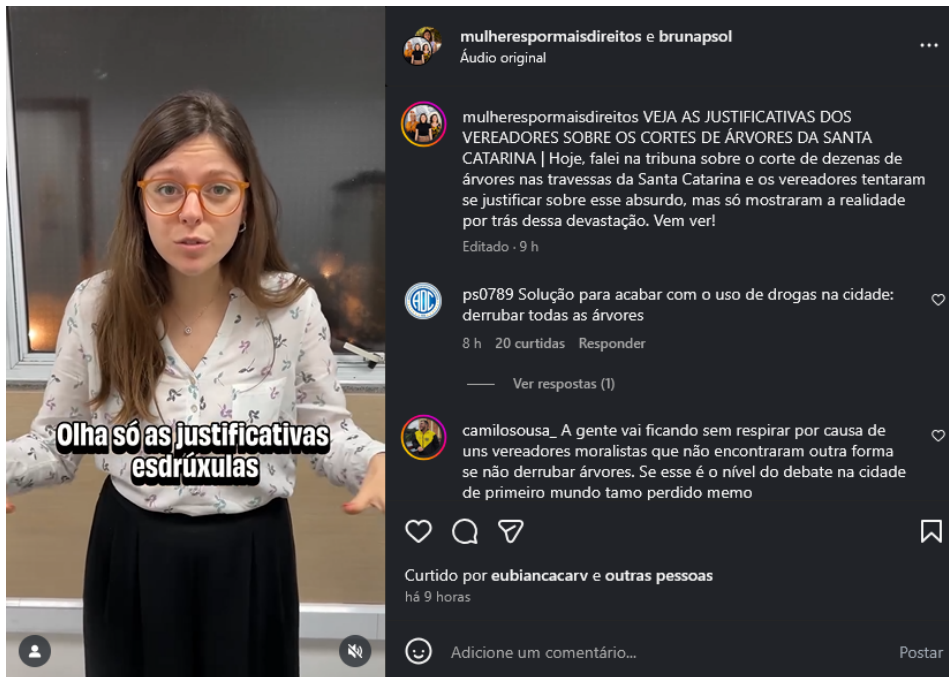 mulherespormaisdireitos e brunapsol
Áudio original
mulherespormaisdireitos VEJA AS JUSTIFICATIVAS DOS
VEREADORES SOBRE OS CORTES DE ÁRVORES DA SANTA
CATARINA | Hoje, falei na tribuna sobre o corte de dezenas de
árvores nas travessas da Santa Catarina e os vereadores tentaram
se justificar sobre esse absurdo, mas só mostraram a realidade
por trás dessa devastação. Vem ver!
Editado · 9 h
ps0789 Solução para acabar com o uso de drogas na cidade:
derrubar todas as árvores
8 h 20 curtidas Responder
Ver respostas (1)
camilosousa_ A gente vai ficando sem respirar por causa de
uns vereadores moralistas que não encontraram outra forma
se não derrubar árvores. Se esse é o nível do debate na cidade
de primeiro mundo tamo perdido memo
Curtido por eubiancacarv e outras pessoas
há 9 horas
Adicione um comentário... Postar
Olha só as justificativas
esdrúxulas